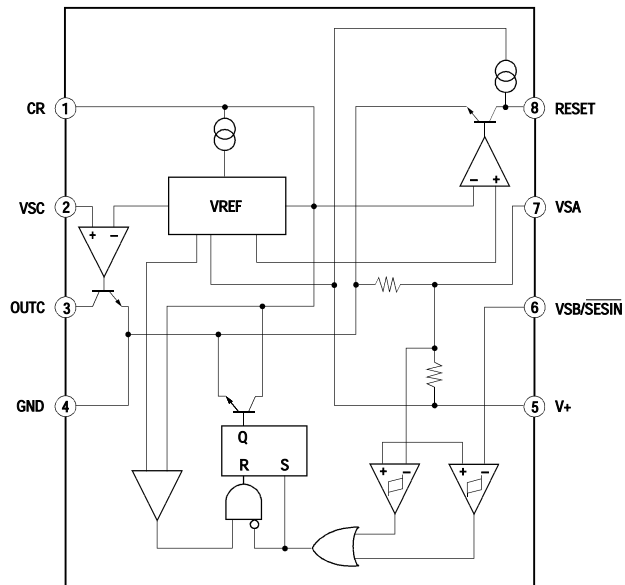 CR 1
8 RESET
VSC 2
VREF
- +
7 VSA
+ -
OUTC 3
6 VSB/SESIN
GND 4
5 V+
Q
R S
+ -
+ -